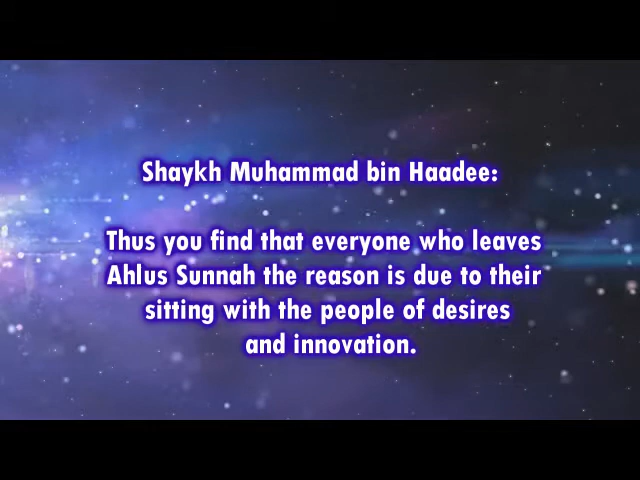 Shaykh Muhammad bin Haadee:
Thus you find that everyone who leaves
Ahlus Sunnah the reason is due to their
sitting with the people of desires
and innovation.